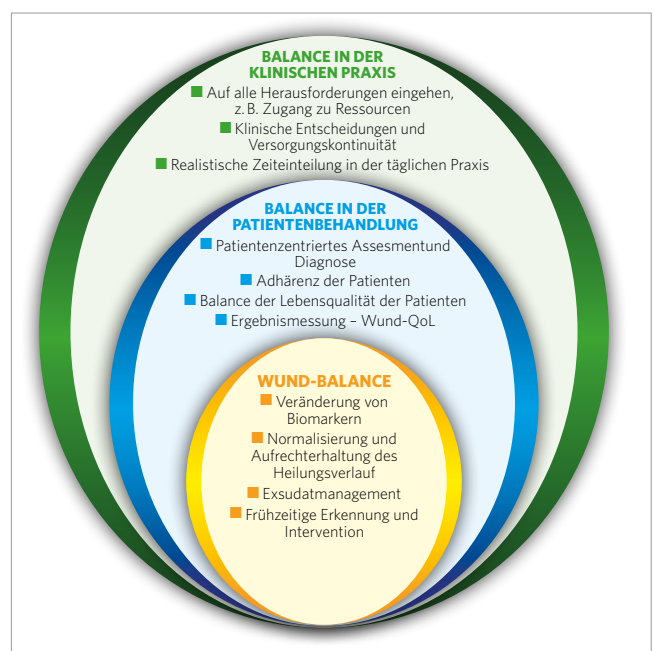 BALANCE IN DER
KLINISCHEN PRAXIS
■ Auf alle Herausforderungen eingehen,
z. B. Zugang zu Ressourcen
■ Klinische Entscheidungen und
Versorgungskontinuität
■ Realistische Zeiteinteilung in der täglichen Praxis
BALANCE IN DER
PATIENTENBEHANDLUNG
■ Patientenzentriertes Assesmentund
Diagnose
■ Adhärenz der Patienten
■ Balance der Lebensqualität der Patienten
■ Ergebnismessung – Wund-QoL
WUND-BALANCE
■ Veränderung von
Biomarkern
■ Normalisierung und
Aufrechterhaltung des
Heilungsverlauf
■ Exsudatmanagement
■ Frühzeitige Erkennung und
Intervention